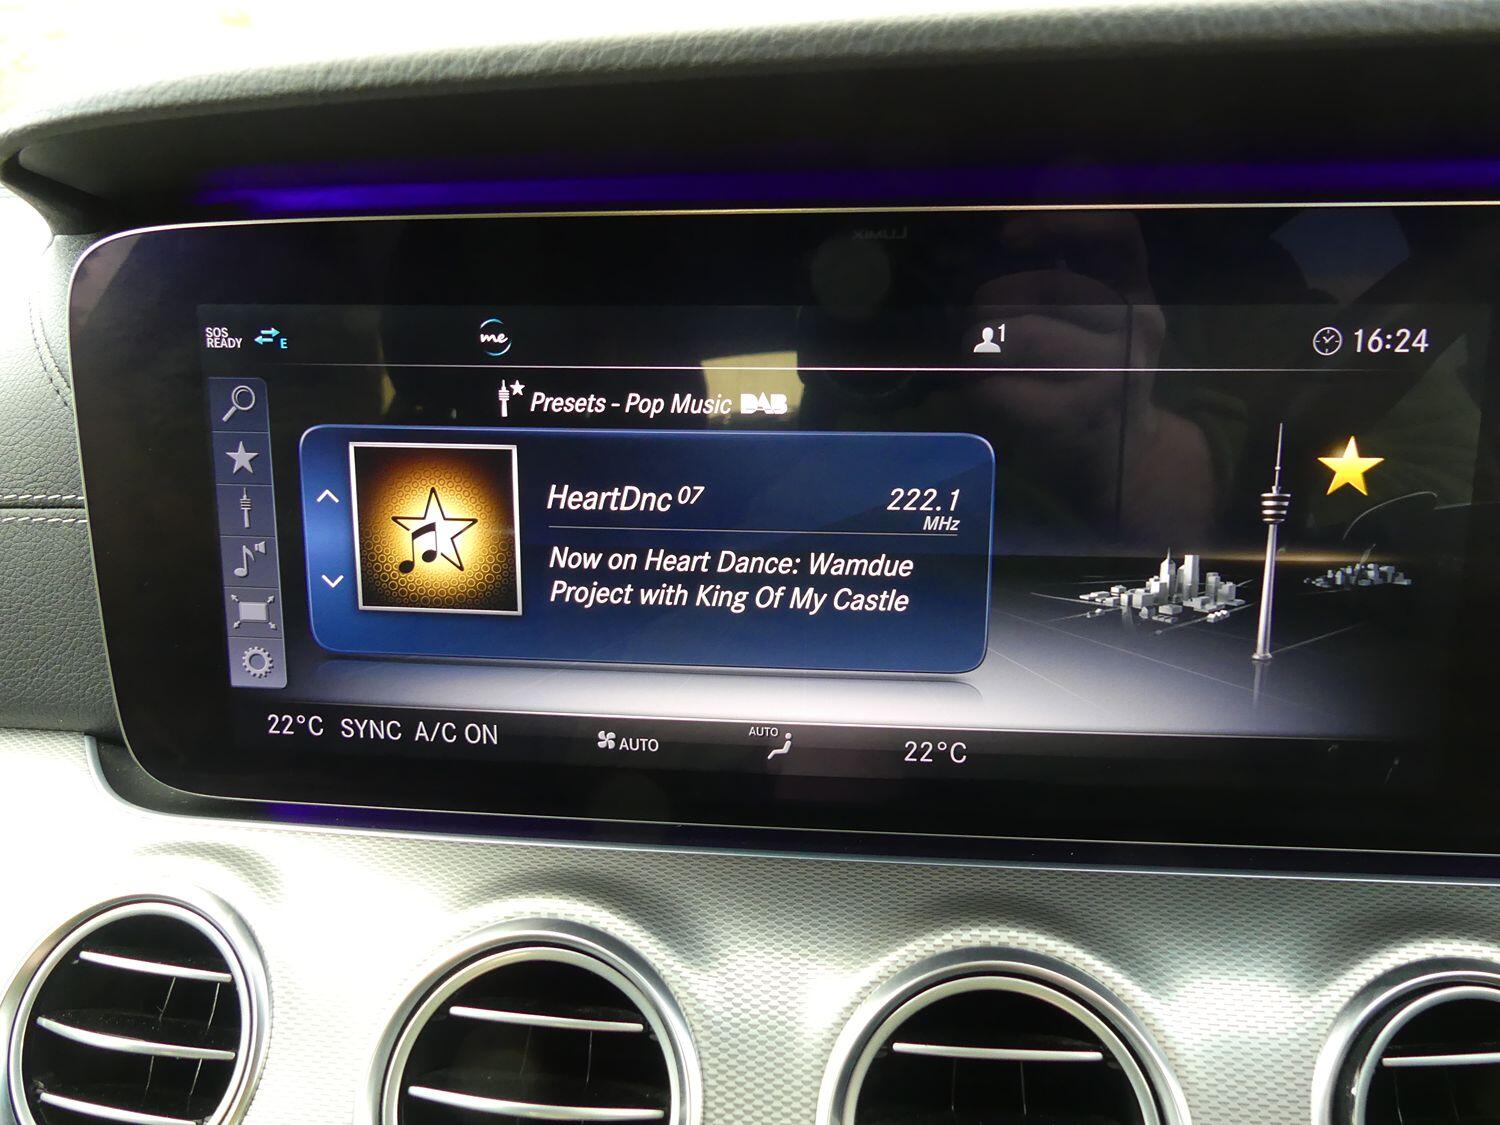 LUMIX
SOS
READY
E
me
1
16:24
Presets - Pop Music DAB
HeartDnc 07
222.1
MHz
Now on Heart Dance: Wamdue
Project with King Of My Castle
22°C SYNC A/C ON
AUTO
AUTO
22°C